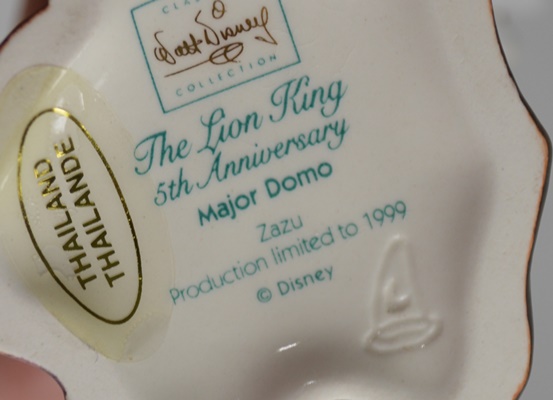 Walt Disney
COLLECTION
The Lion King
5th Anniversary
Major Domo
Zazu
Production limited to 1999
© Disney
THAILAND
THAILANDE